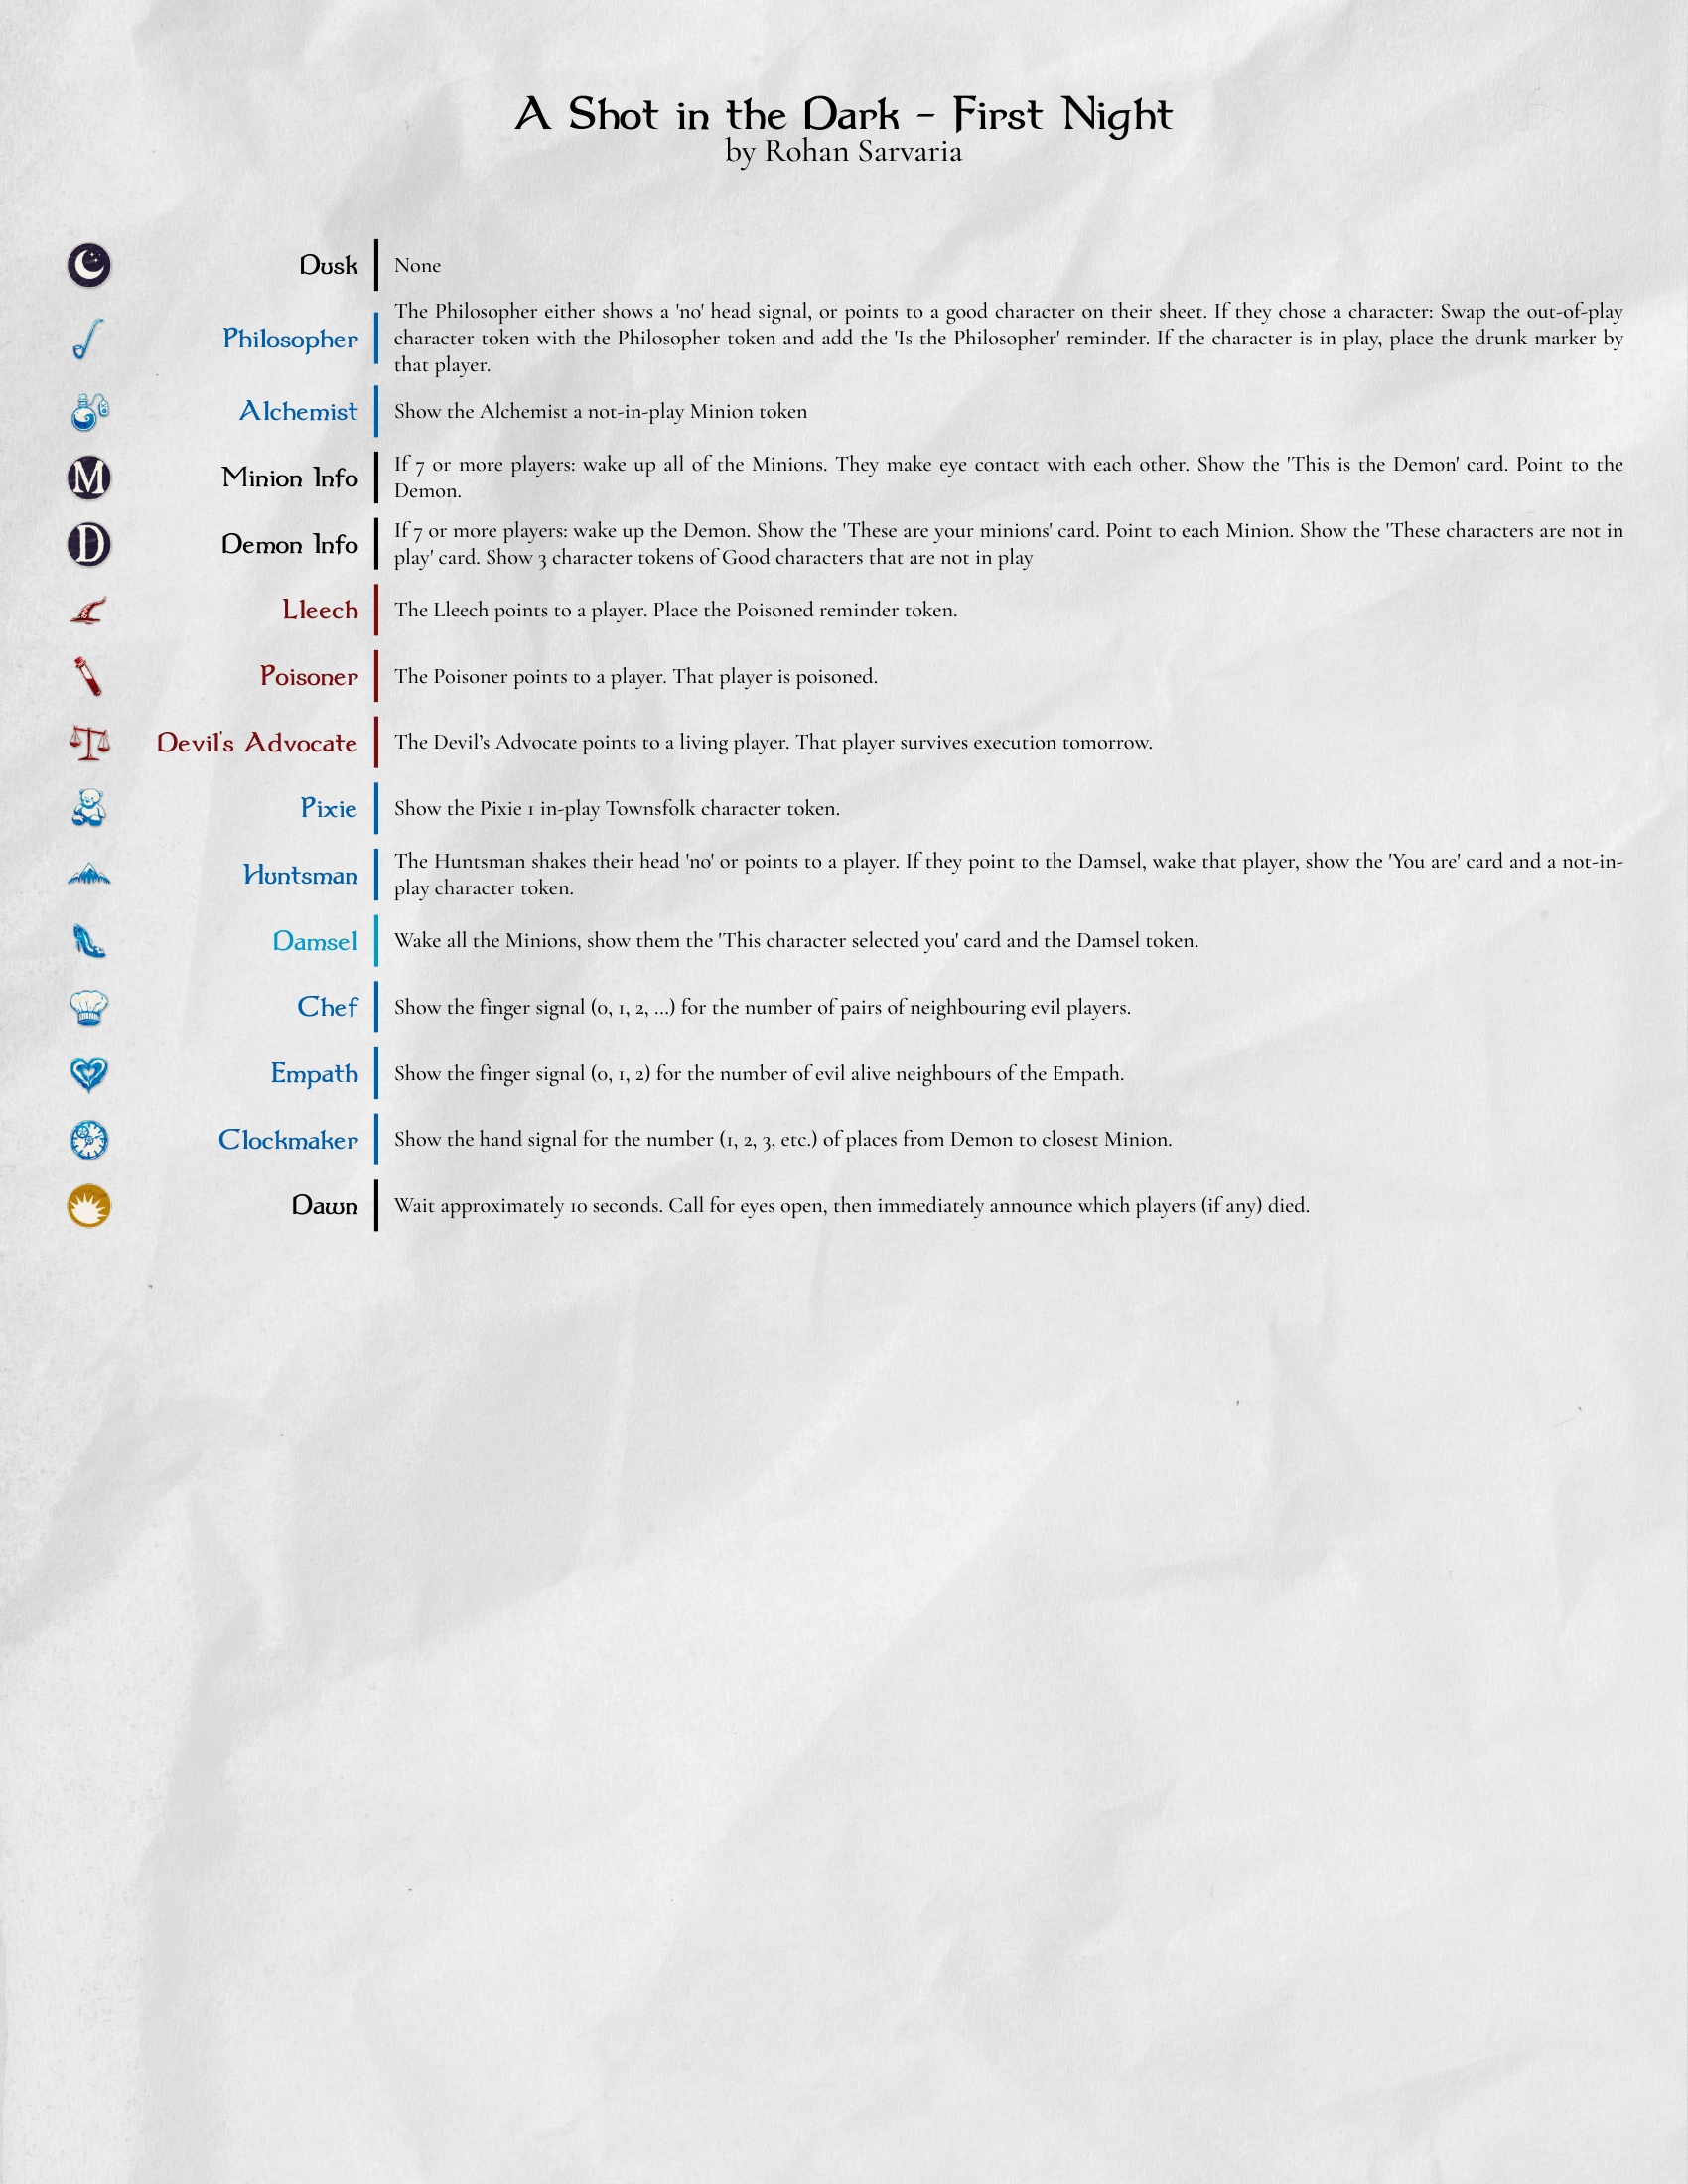 A Shot in the Dark - First Night
by Rohan Sarvaria
Dusk
None
Philosopher
The Philosopher either shows a 'no' head signal, or points to a good character on their sheet. If they chose a character: Swap the out-of-play
character token with the Philosopher token and add the 'Is the Philosopher' reminder. If the character is in play, place the drunk marker by
that player.
Alchemist
Show the Alchemist a not-in-play Minion token
M
Minion Info
If 7 or more players: wake up all of the Minions. They make eye contact with each other. Show the 'This is the Demon' card. Point to the
Demon.
D
Demon Info
If 7 or more players: wake up the Demon. Show the 'These are your minions' card. Point to each Minion. Show the 'These characters are not in
play' card. Show 3 character tokens of Good characters that are not in play
Lleech
The Lleech points to a player. Place the Poisoned reminder token.
Poisoner
The Poisoner points to a player. That player is poisoned.
Devil's Advocate
The Devil’s Advocate points to a living player. That player survives execution tomorrow.
Pixie
Show the Pixie 1 in-play Townsfolk character token.
Huntsman
The Huntsman shakes their head 'no' or points to a player. If they point to the Damsel, wake that player, show the 'You are' card and a not-in-
play character token.
Damsel
Wake all the Minions, show them the 'This character selected you' card and the Damsel token.
Chef
Show the finger signal (0, 1, 2, ...) for the number of pairs of neighbouring evil players.
Empath
Show the finger signal (0, 1, 2) for the number of evil alive neighbours of the Empath.
Clockmaker
Show the hand signal for the number (1, 2, 3, etc.) of places from Demon to closest Minion.
Dawn
Wait approximately 10 seconds. Call for eyes open, then immediately announce which players (if any) died.